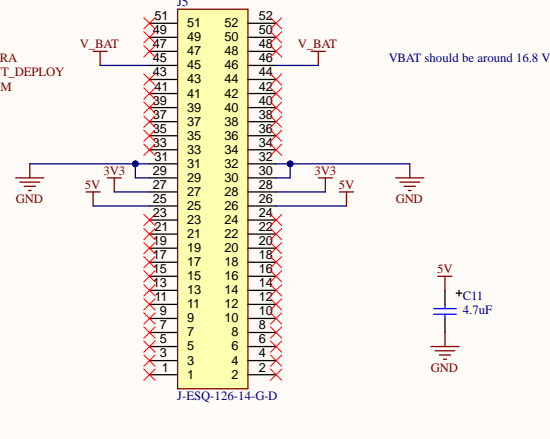 J5
51 51 52 52
49 49 50 50
V_BAT 47 47 48 48 V_BAT
RA 45 45 46 46 VBAT should be around 16.8 V
T_DEPLOY 43 43 44 44
M 41 41 42 42
39 39 40 40
37 37 38 38
35 35 36 36
33 33 34 34
31 31 32 32
3V3 29 29 30 30 3V3
5V 27 27 28 28 5V
GND 25 25 26 26 GND
23 23 24 24
21 21 22 22
19 19 20 20
17 17 18 18
15 15 16 16 5V
13 13 14 14 +C11
11 11 12 12 4.7uF
9 9 10 10
7 7 8 8
5 5 6 6
3 3 4 4 GND
1 1 2 2
J-ESQ-126-14-G-D